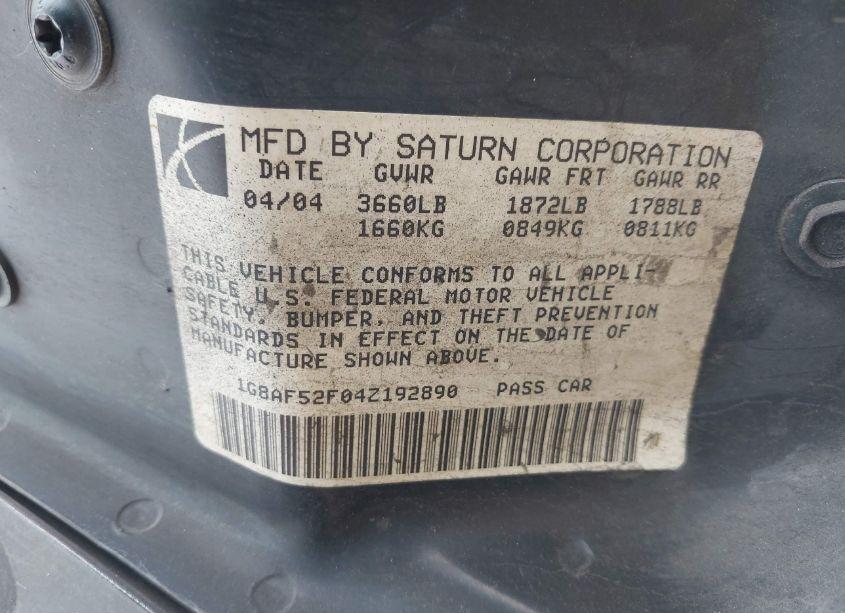 MFD BY SATURN CORPORATION
DATE GVWR GAWR FRT GAWR RR
04/04 3660LB 1872LB 1788LB
1660KG 0849KG 0811KG
THIS VEHICLE CONFORMS TO ALL APPLI-
CABLE U.S. FEDERAL MOTOR VEHICLE
SAFETY, BUMPER, AND THEFT PREVENTION
STANDARDS IN EFFECT ON THE DATE OF
MANUFACTURE SHOWN ABOVE.
1G8AF52F04Z192890 PASS CAR